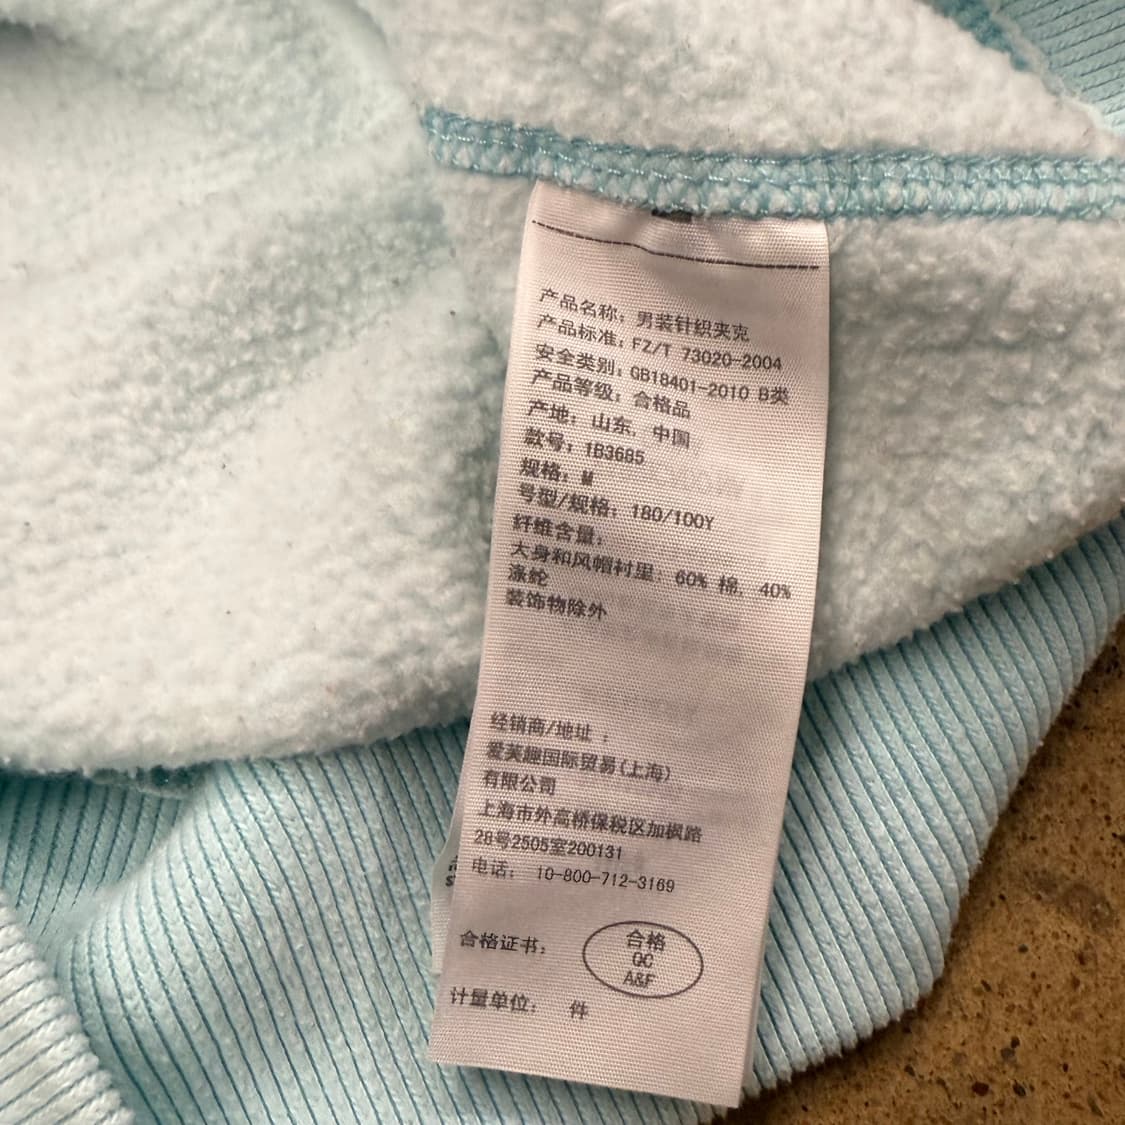 产品名称: 男装针织夹克
产品标准: FZ/T 73020-2004
安全类别: GB18401-2010 B类
产品等级: 合格品
产地: 山东, 中国
款号: 1B3685
规格: M
号型/规格: 180/100Y
纤维含量:
大身和风帽衬里: 60% 棉, 40%
涤纶
装饰物除外
经销商/地址 :
爱芙趣国际贸易(上海)
有限公司
上海市外高桥保税区加枫路
28号2505室200131
电话: 10-800-712-3169
合格证书:
合格
QC
A&F
计量单位: 件